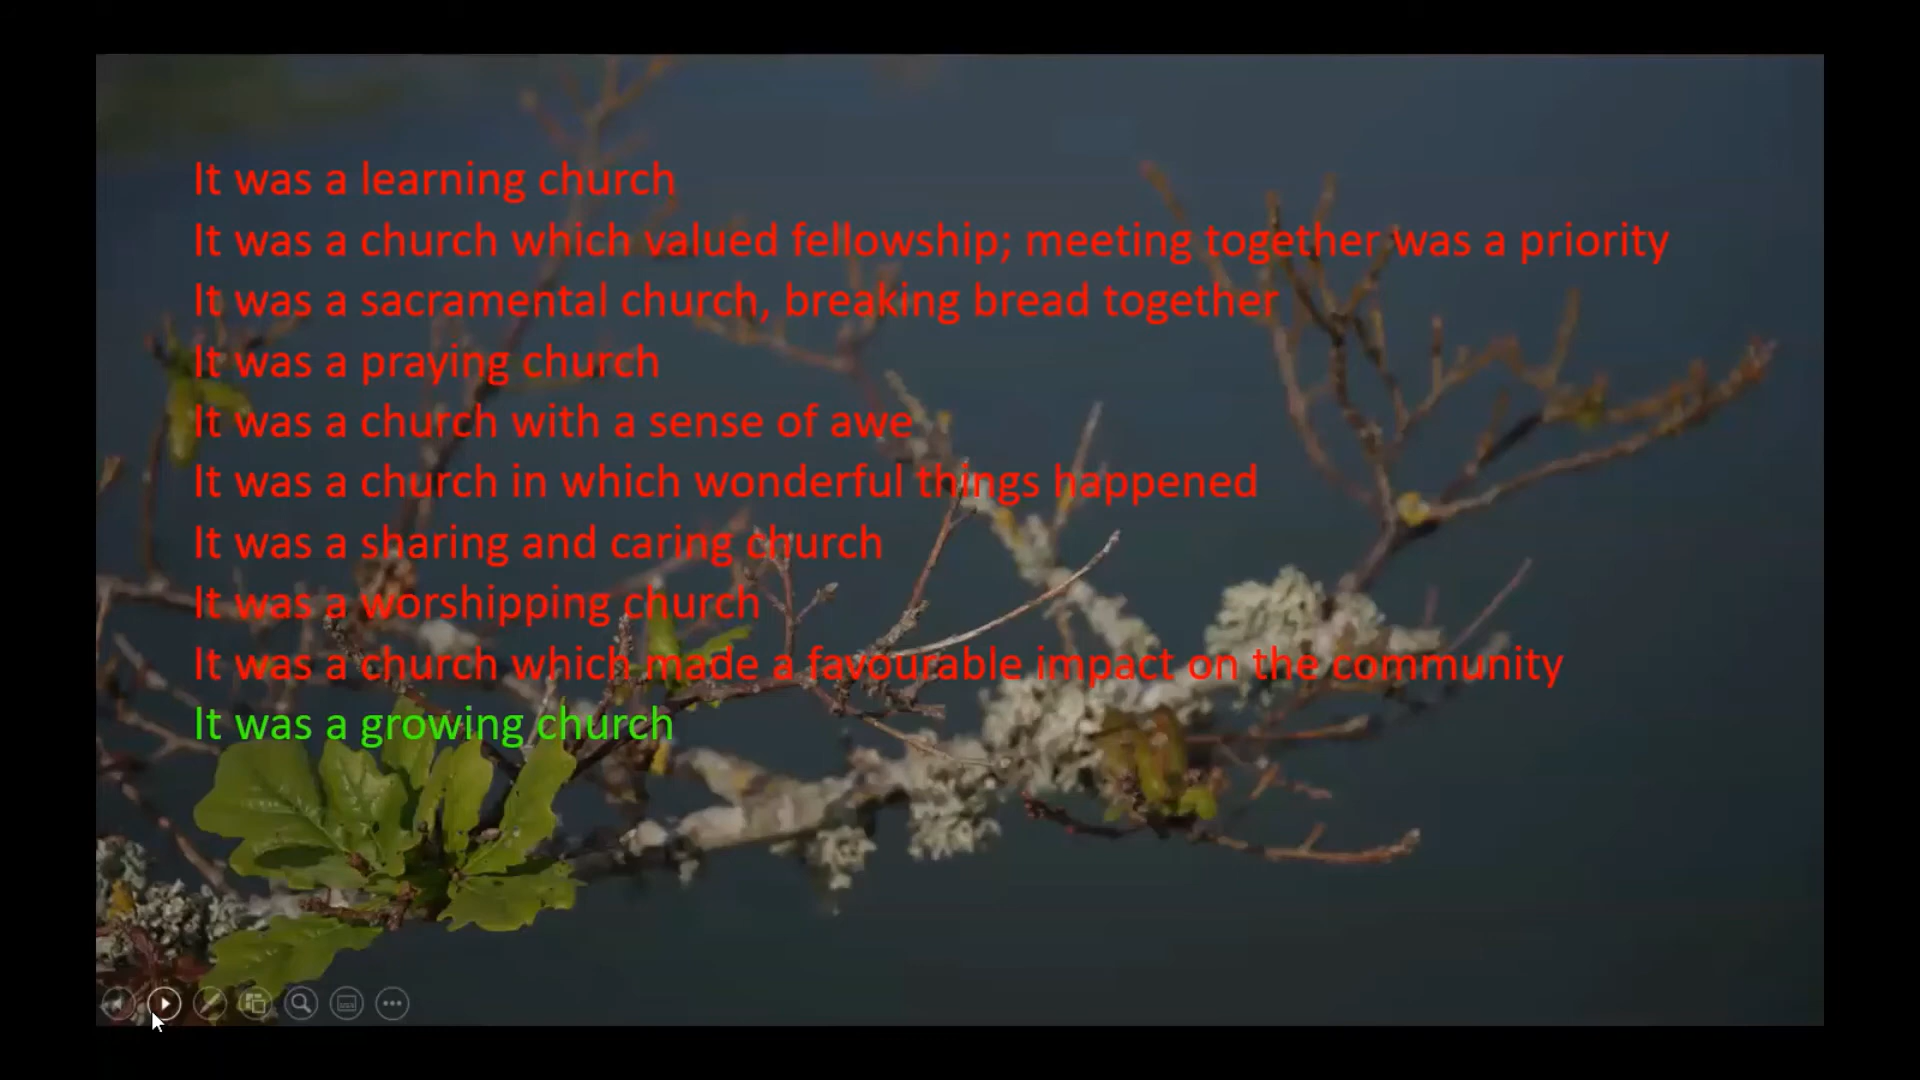 It was a learning church
It was a church which valued fellowship; meeting together was a priority
It was a sacramental church, breaking bread together
It was a praying church
It was a church with a sense of awe
It was a church in which wonderful things happened
It was a sharing and caring church
It was a worshipping church
It was a church which made a favourable impact on the community
It was a growing church